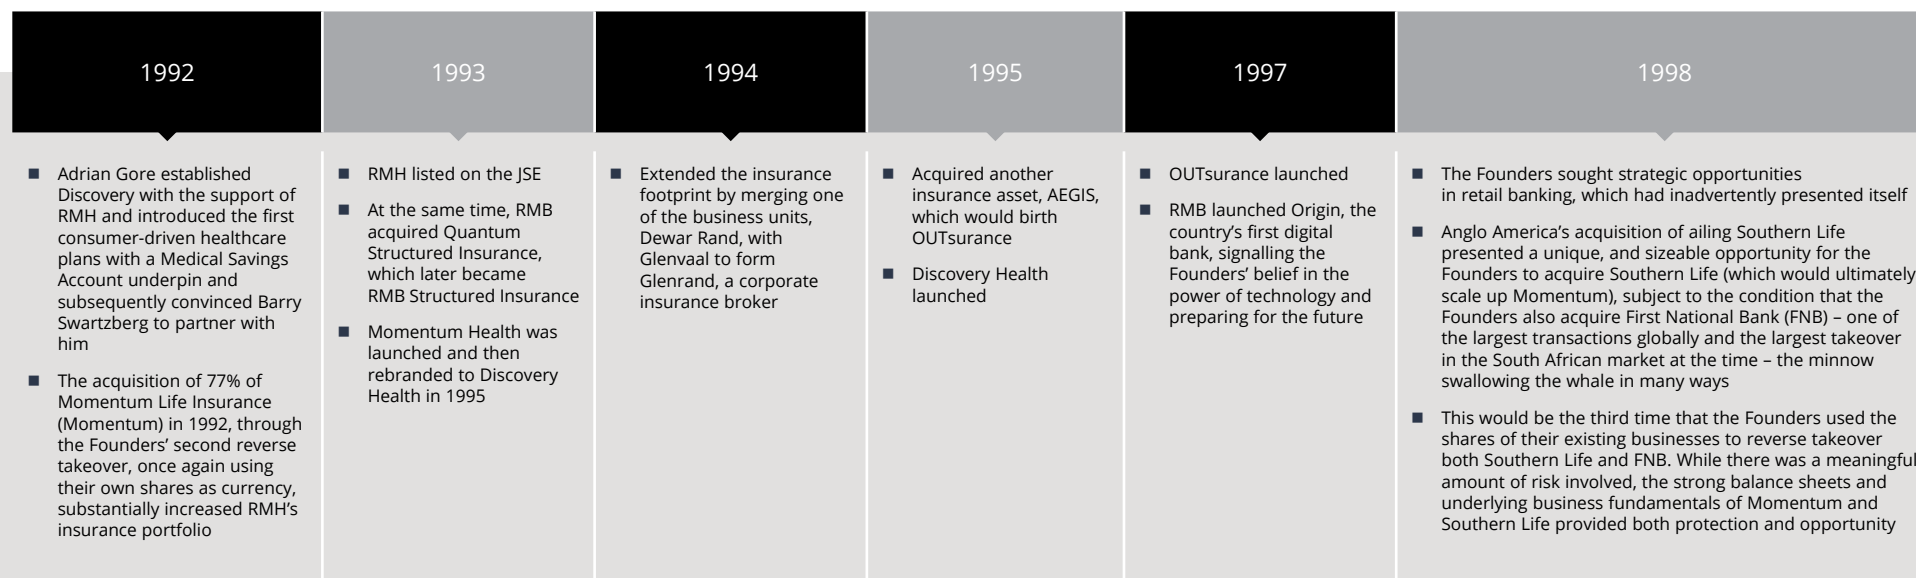 1992
Adrian Gore established
Discovery with the support of
RMH and introduced the first
consumer-driven healthcare
plans with a Medical Savings
Account underpin and
subsequently convinced Barry
Swartzberg to partner with
him
The acquisition of 77% of
Momentum Life Insurance
(Momentum) in 1992, through
the Founders’ second reverse
takeover, once again using
their own shares as currency,
substantially increased RMH’s
insurance portfolio
1993
RMH listed on the JSE
At the same time, RMB
acquired Quantum
Structured Insurance,
which later became
RMB Structured Insurance
Momentum Health was
launched and then
rebranded to Discovery
Health in 1995
1994
Extended the insurance
footprint by merging one
of the business units,
Dewar Rand, with
Glenvaal to form
Glenrand, a corporate
insurance broker
1995
Acquired another
insurance asset, AEGIS,
which would birth
OUTsurance
Discovery Health
launched
1997
OUTsurance launched
RMB launched Origin, the
country’s first digital
bank, signalling the
Founders’ belief in the
power of technology and
preparing for the future
1998
The Founders sought strategic opportunities
in retail banking, which had inadvertently presented itself
Anglo America’s acquisition of ailing Southern Life
presented a unique, and sizeable opportunity for the
Founders to acquire Southern Life (which would ultimately
scale up Momentum), subject to the condition that the
Founders also acquire First National Bank (FNB) – one of
the largest transactions globally and the largest takeover
in the South African market at the time – the minnow
swallowing the whale in many ways
This would be the third time that the Founders used the
shares of their existing businesses to reverse takeover
both Southern Life and FNB. While there was a meaningful
amount of risk involved, the strong balance sheets and
underlying business fundamentals of Momentum and
Southern Life provided both protection and opportunity